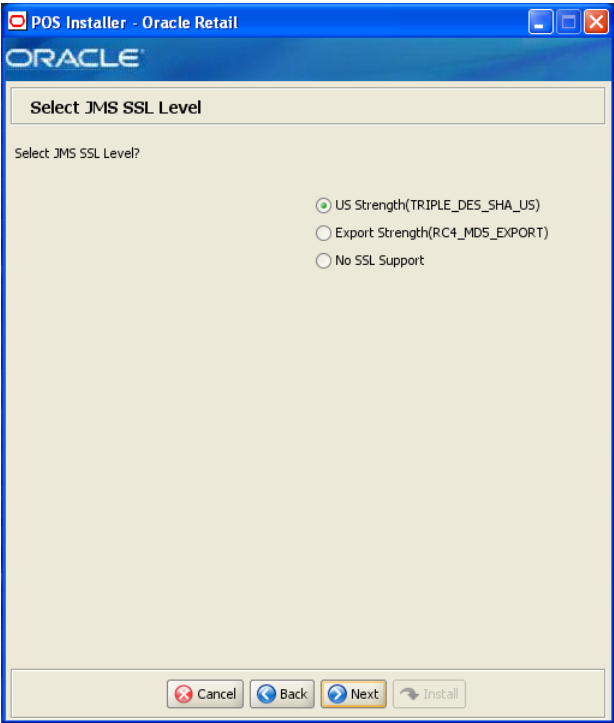 POS Installer - Oracle Retail
ORACLE
Select JMS SSL Level
Select JMS SSL Level?
US Strength(TRIPLE_DES_SHA_US)
Export Strength(RC4_MD5_EXPORT)
No SSL Support
Cancel Back Next Install